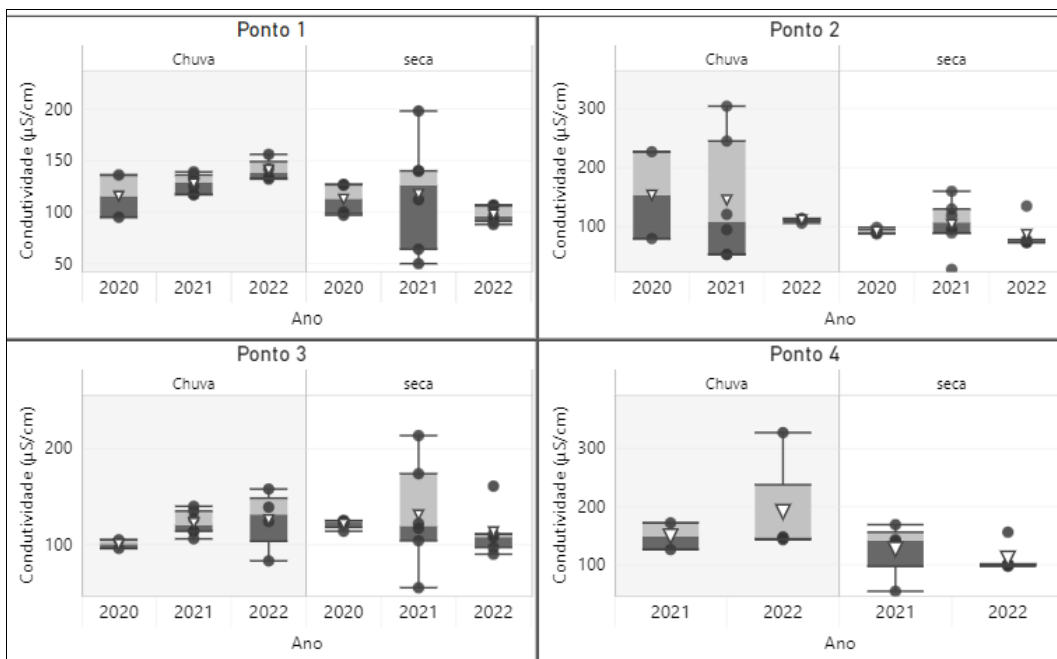 Ponto 1
Chuva
seca
Condutividade (µS/cm)
200
150
100
50
2020 2021 2022 2020 2021 2022
Ano
Ponto 2
Chuva
seca
Condutividade (µS/cm)
300
200
100
2020 2021 2022 2020 2021 2022
Ano
Ponto 3
Chuva
seca
Condutividade (µS/cm)
200
100
2020 2021 2022 2020 2021 2022
Ano
Ponto 4
Chuva
seca
Condutividade (µS/cm)
300
200
100
2021 2022 2021 2022
Ano